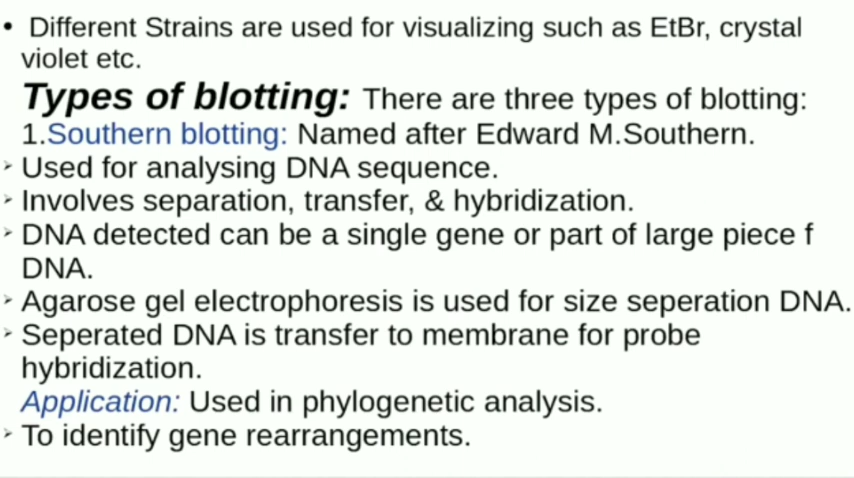 • Different Strains are used for visualizing such as EtBr, crystal
violet etc.
Types of blotting: There are three types of blotting:
1.Southern blotting: Named after Edward M.Southern.
➢ Used for analysing DNA sequence.
➢ Involves separation, transfer, & hybridization.
➢ DNA detected can be a single gene or part of large piece f
DNA.
➢ Agarose gel electrophoresis is used for size seperation DNA.
➢ Seperated DNA is transfer to membrane for probe
hybridization.
Application: Used in phylogenetic analysis.
➢ To identify gene rearrangements.